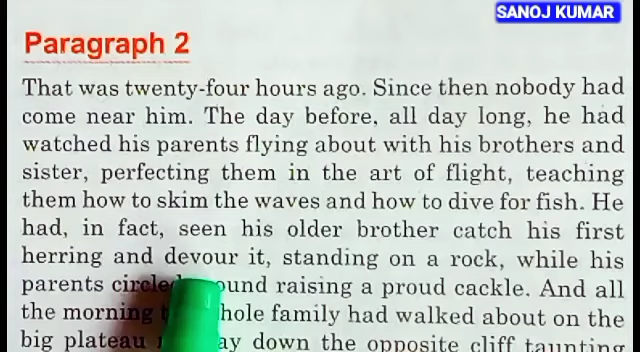 SANOJ KUMAR
Paragraph 2
That was twenty-four hours ago. Since then nobody had
come near him. The day before, all day long, he had
watched his parents flying about with his brothers and
sister, perfecting them in the art of flight, teaching
them how to skim the waves and how to dive for fish. He
had, in fact, seen his older brother catch his first
herring and devour it, standing on a rock, while his
parents circled raising a proud cackle. And all
the morning family had walked about on the
big plateau down the opposite cliff taunting